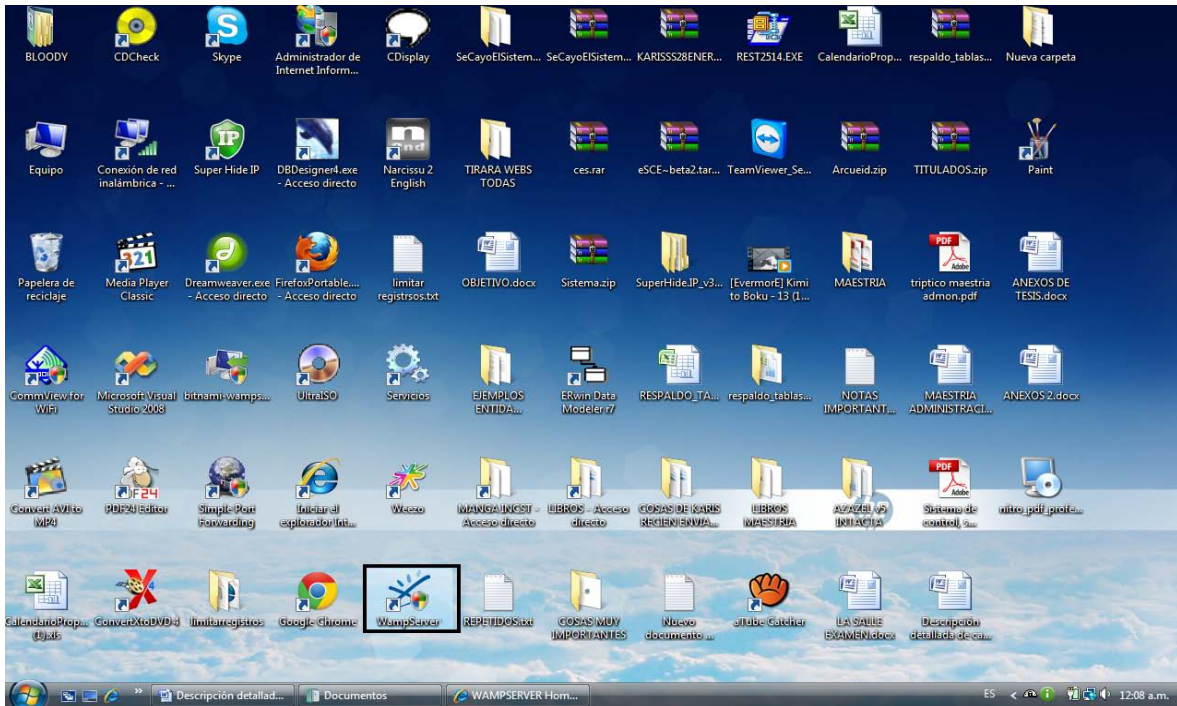 BLOODY
CDCheck
Skype
Administrador de
Internet Inform...
CDisplay
SeCayoElSistem...
SeCayoElSistem...
KARISSS28ENER...
REST2514.EXE
CalendarioProp...
respaldo_tablas...
Nueva carpeta
Equipo
Conexión de red
inalámbrica - ...
Super Hide IP
DBDesigner4.exe
- Acceso directo
Narcissu 2
English
TIRARA WEBS
TODAS
ces.rar
eSCE~beta2.tar...
TeamViewer_Se...
Arcueid.zip
TITULADOS.zip
Paint
Papelera de
reciclaje
Media Player
Classic
Dreamweaver.exe
- Acceso directo
FirefoxPortable....
- Acceso directo
limitar
registrsos.txt
OBJETIVO.docx
Sistema.zip
SuperHide.IP_v3...
[EvermorE] Kimi
to Boku - 13 (1...
MAESTRIA
triptico maestria
admon.pdf
ANEXOS DE
TESIS.docx
CommView for
WiFi
Microsoft Visual
Studio 2008
bitnami-wamps...
UltraISO
Servicios
EJEMPLOS
ENTIDA...
ERwin Data
Modeler r7
RESPALDO_TA...
respaldo_tablas...
NOTAS
IMPORTANT...
MAESTRIA
ADMINISTRACI...
ANEXOS 2.docx
Convert AVI to
MP4
PDF24 Editor
Simple Port
Forwarding
Iniciar el
explorador Int...
Weezo
MANGA INGST -
Acceso directo
LIBROS - Acceso
directo
COSAS DE KARIS
RECIEN ENVIA...
LIBROS
MAESTRIA
AZAZEL v5
INTACTA
Sistema de
control, s...
nitro_pdf_profe...
CalendarioProp...
(1).xls
ConvertXtoDVD 4
limitarregistros
Google Chrome
WampServer
REPETIDOS.txt
COSAS MUY
IMPORTANTES
Nuevo
documento ...
aTube Catcher
LA SALLE
EXAMEN.docx
Descripción
detallada de ca...
Descripción detallad...
Documentos
WAMPSERVER Hom...
ES
12:08 a.m.